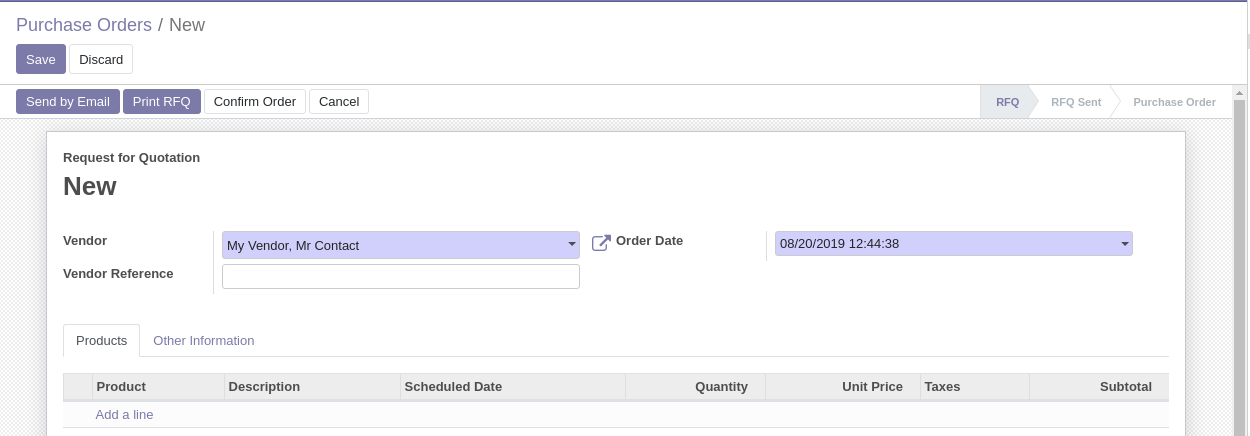 Purchase Orders / New
Save Discard
Send by Email Print RFQ Confirm Order Cancel RFQ RFQ Sent Purchase Order
Request for Quotation
New
Vendor My Vendor, Mr Contact Order Date 08/20/2019 12:44:38
Vendor Reference
Products Other Information
Product Description Scheduled Date Quantity Unit Price Taxes Subtotal
Add a line